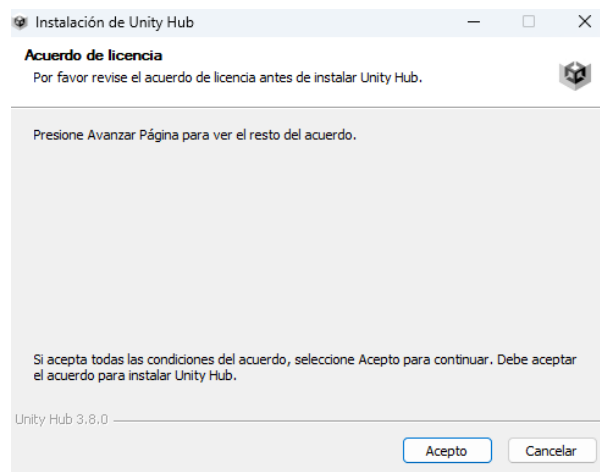 Instalación de Unity Hub
Acuerdo de licencia
Por favor revise el acuerdo de licencia antes de instalar Unity Hub.
Presione Avanzar Página para ver el resto del acuerdo.
Si acepta todas las condiciones del acuerdo, seleccione Acepto para continuar. Debe aceptar
el acuerdo para instalar Unity Hub.
Unity Hub 3.8.0
Acepto Cancelar